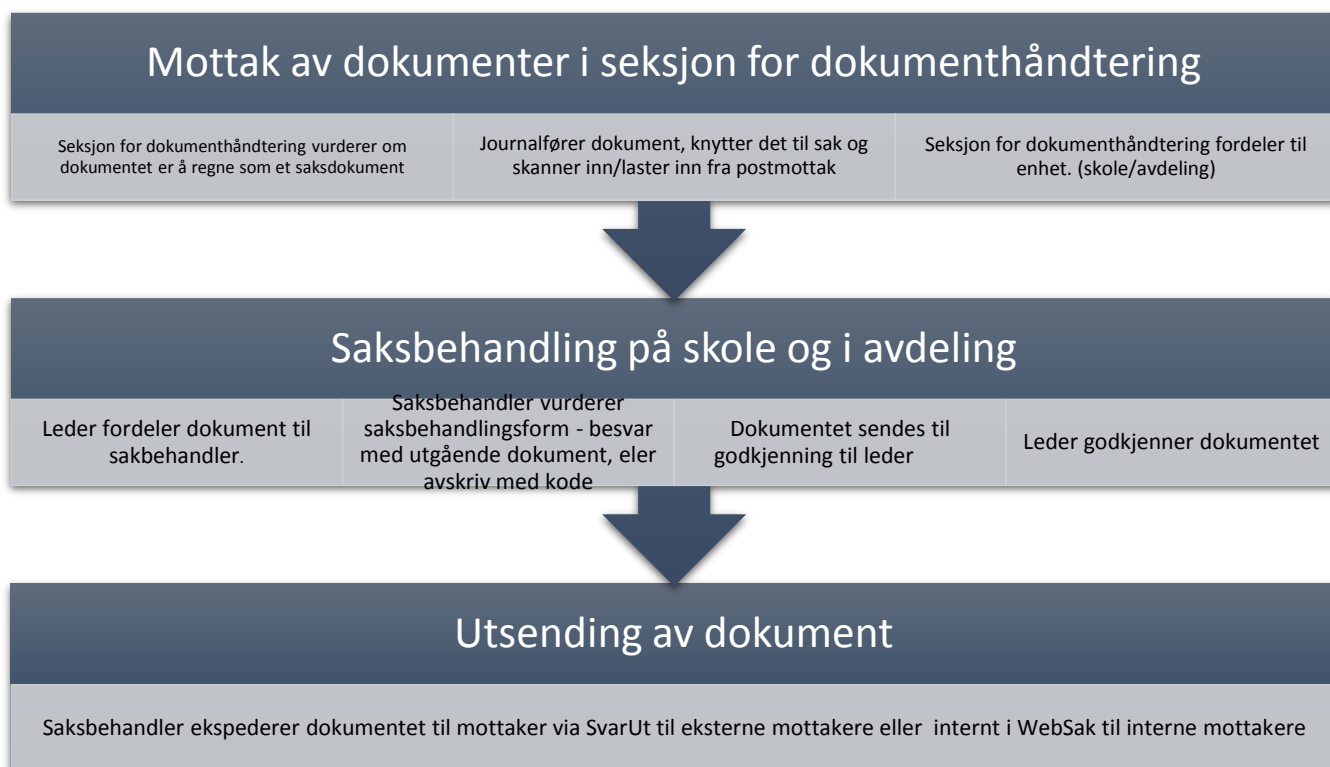 Mottak av dokumenter i seksjon for dokumenthåndtering
Seksjon for dokumenthåndtering vurderer om
dokumentet er å regne som et saksdokument
Journalfører dokument, knytter det til sak og
skanner inn/laster inn fra postmottak
Seksjon for dokumenthåndtering fordeler til
enhet. (skole/avdeling)
Saksbehandling på skole og i avdeling
Leder fordeler dokument til
sakbehandler.
Saksbehandler vurderer
saksbehandlingsform - besvar
med utgående dokument, eler
avskriv med kode
Dokumentet sendes til
godkjenning til leder
Leder godkjenner dokumentet
Utsending av dokument
Saksbehandler ekspederer dokumentet til mottaker via SvarUt til eksterne mottakere eller  internt i WebSak til interne mottakere